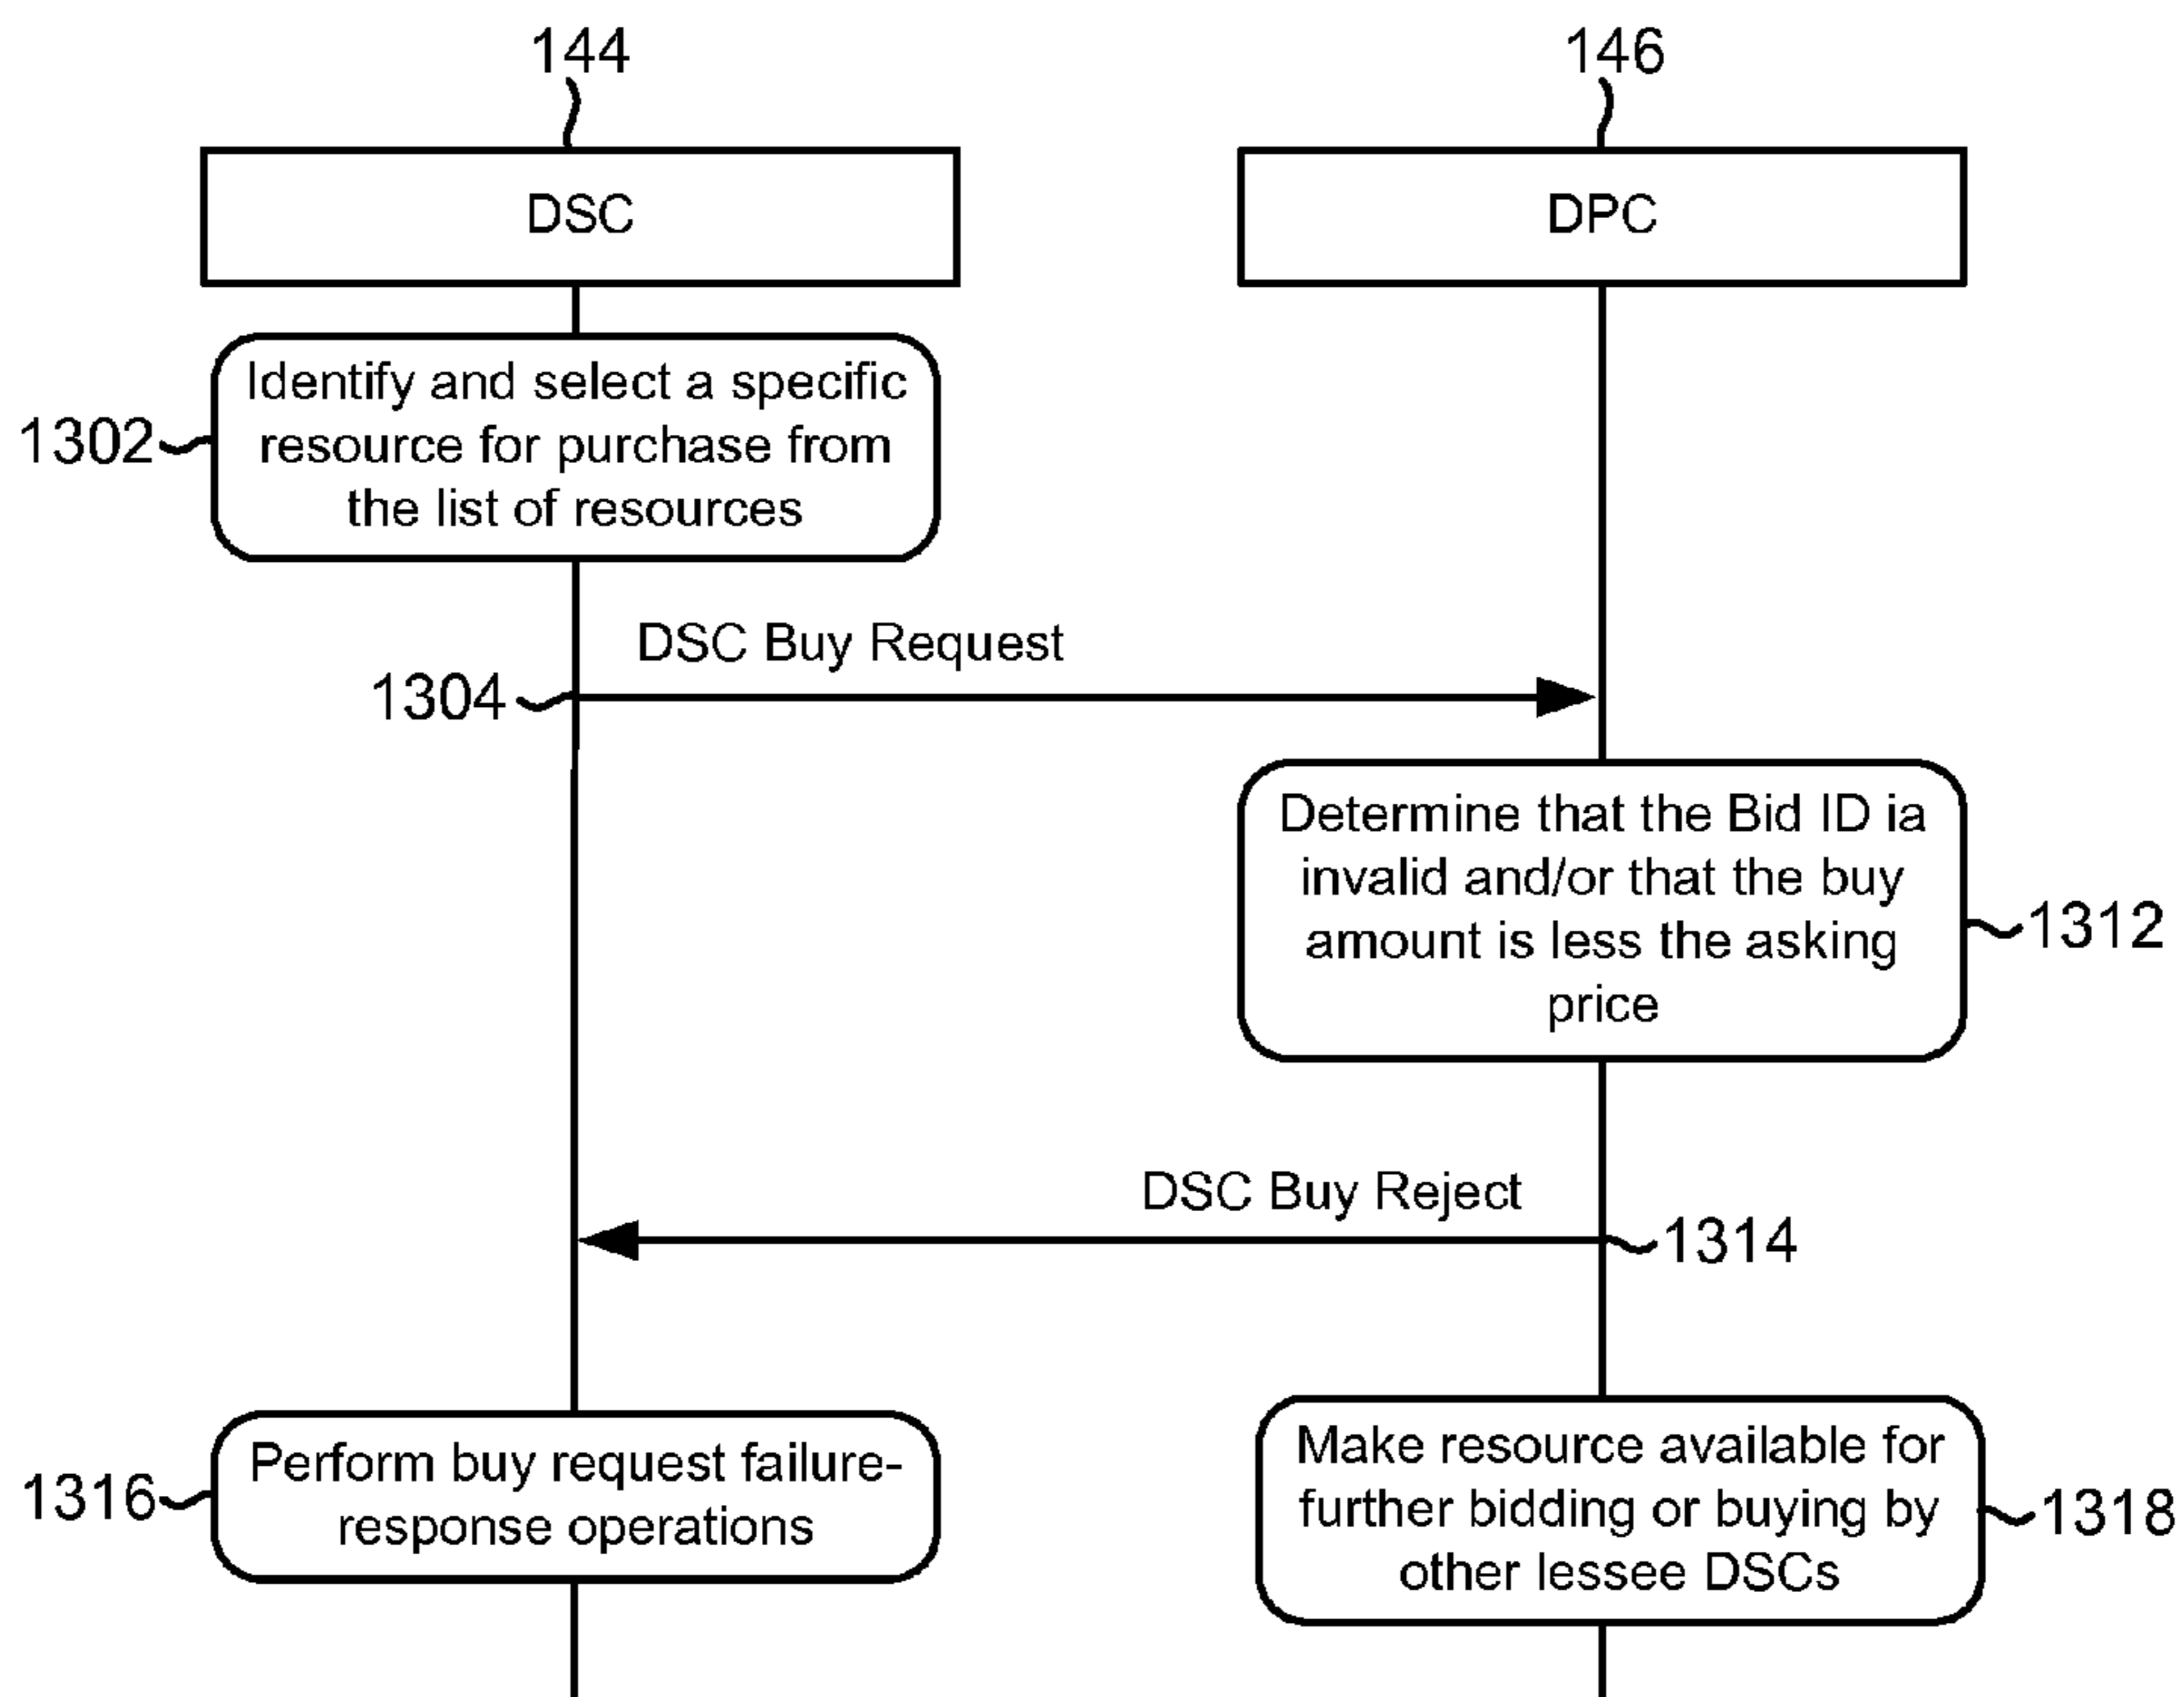 144
146
DSC
DPC
1302
Identify and select a specific
resource for purchase from
the list of resources
DSC Buy Request
1304
Determine that the Bid ID ia
invalid and/or that the buy
amount is less the asking
price
1312
DSC Buy Reject
1314
1316
Perform buy request failure-
response operations
Make resource available for
further bidding or buying by
other lessee DSCs
1318